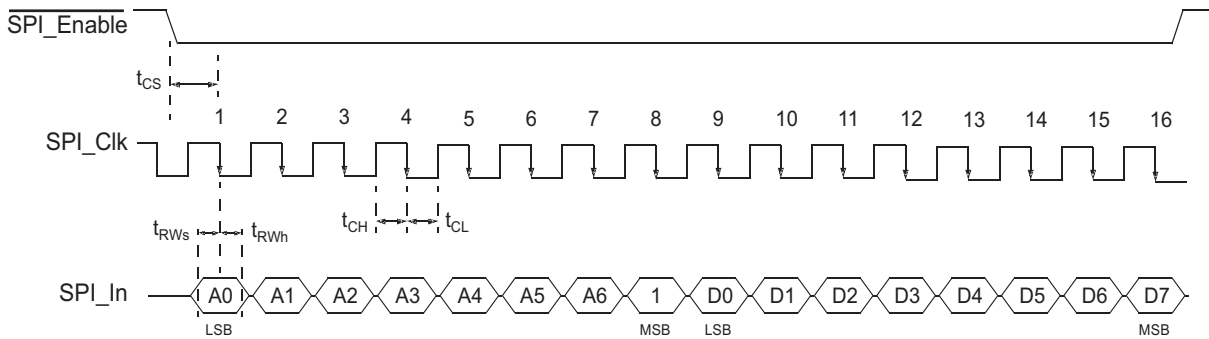 SPI_Enable
tCS
1 2 3 4 5 6 7 8 9 10 11 12 13 14 15 16
SPI_Clk
tCH tCL
tRWs tRWh
SPI_In A0 A1 A2 A3 A4 A5 A6 1 D0 D1 D2 D3 D4 D5 D6 D7
LSB MSB LSB MSB